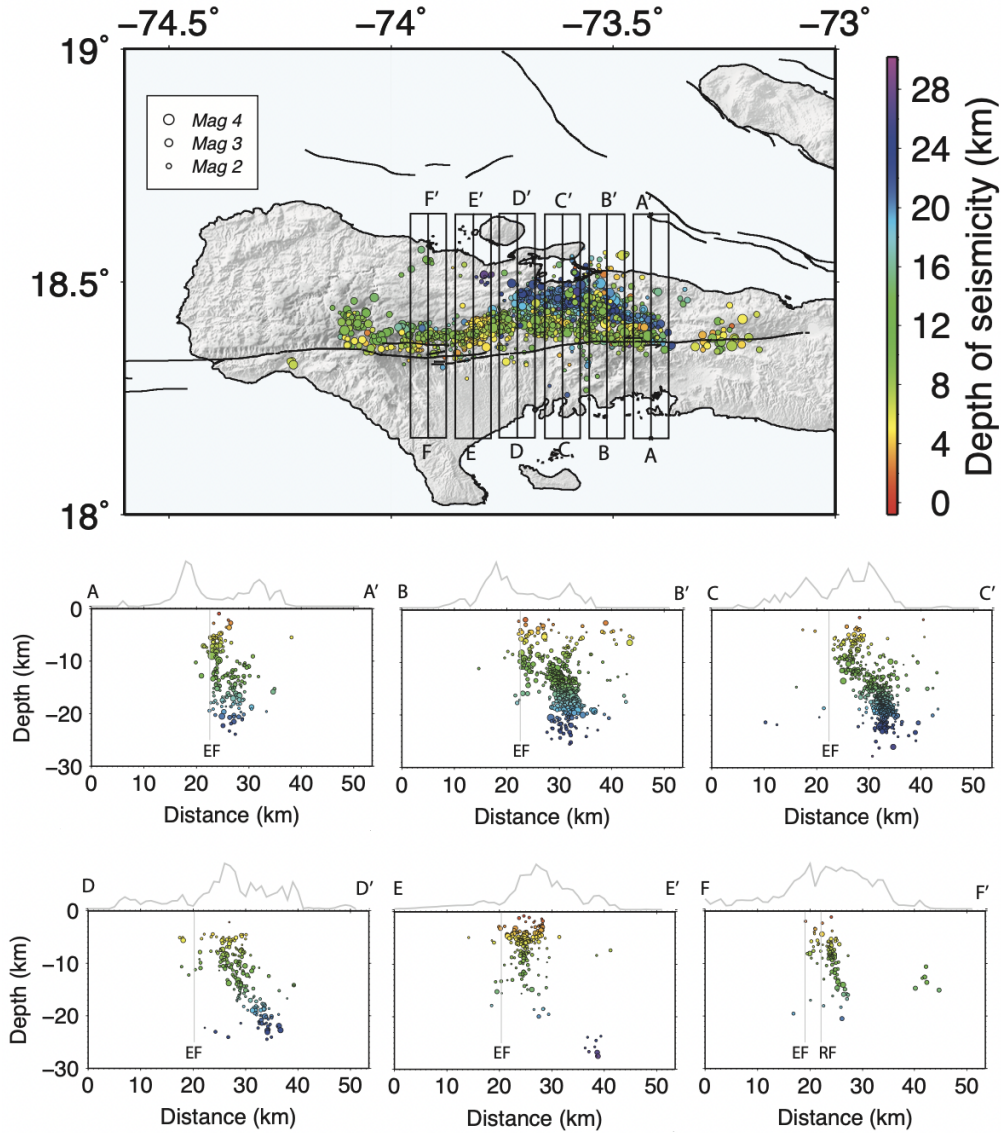 −74.5˚ −74˚ −73.5˚ −73˚
19˚
18.5˚
18˚
Mag 4
Mag 3
Mag 2
F′ E′ D′ C′ B′ A′
F E D C B A
28
24
20
16
12
8
4
0
Depth of seismicity (km)
A A′
0
−10
−20
−30
Depth (km)
EF
0 10 20 30 40 50
Distance (km)
B B′
EF
0 10 20 30 40 50
Distance (km)
C C′
EF
0 10 20 30 40 50
Distance (km)
D D′
0
−10
−20
−30
Depth (km)
EF
0 10 20 30 40 50
Distance (km)
E E′
EF
0 10 20 30 40 50
Distance (km)
F F′
EF RF
0 10 20 30 40 50
Distance (km)